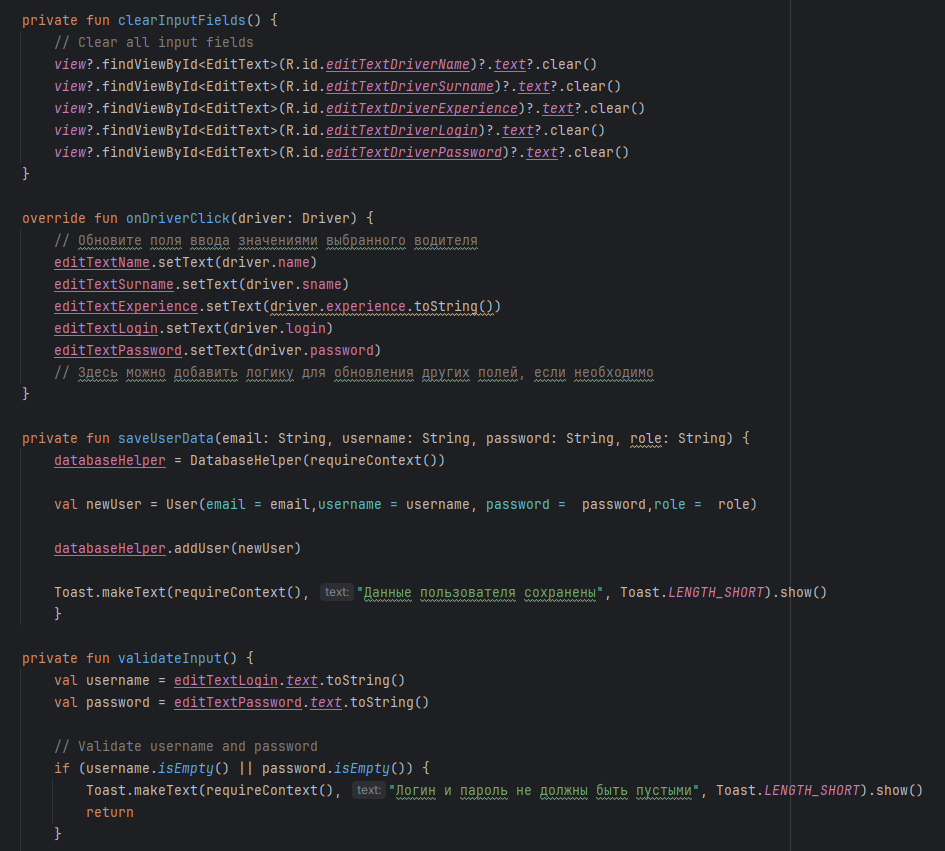 private fun clearInputFields() {
    // Clear all input fields
    view?.findViewById<EditText>(R.id.editTextDriverName)?.text?.clear()
    view?.findViewById<EditText>(R.id.editTextDriverSurname)?.text?.clear()
    view?.findViewById<EditText>(R.id.editTextDriverExperience)?.text?.clear()
    view?.findViewById<EditText>(R.id.editTextDriverLogin)?.text?.clear()
    view?.findViewById<EditText>(R.id.editTextDriverPassword)?.text?.clear()
}
override fun onDriverClick(driver: Driver) {
    // Обновите поля ввода значениями выбранного водителя
    editTextName.setText(driver.name)
    editTextSurname.setText(driver.sname)
    editTextExperience.setText(driver.experience.toString())
    editTextLogin.setText(driver.login)
    editTextPassword.setText(driver.password)
    // Здесь можно добавить логику для обновления других полей, если необходимо
}
private fun saveUserData(email: String, username: String, password: String, role: String) {
    databaseHelper = DatabaseHelper(requireContext())
    val newUser = User(email = email,username = username, password =  password,role =  role)
    databaseHelper.addUser(newUser)
    Toast.makeText(requireContext(), text: "Данные пользователя сохранены", Toast.LENGTH_SHORT).show()
    }
private fun validateInput() {
    val username = editTextLogin.text.toString()
    val password = editTextPassword.text.toString()
    // Validate username and password
    if (username.isEmpty() || password.isEmpty()) {
        Toast.makeText(requireContext(), text: "Логин и пароль не должны быть пустыми", Toast.LENGTH_SHORT).show()
        return
    }